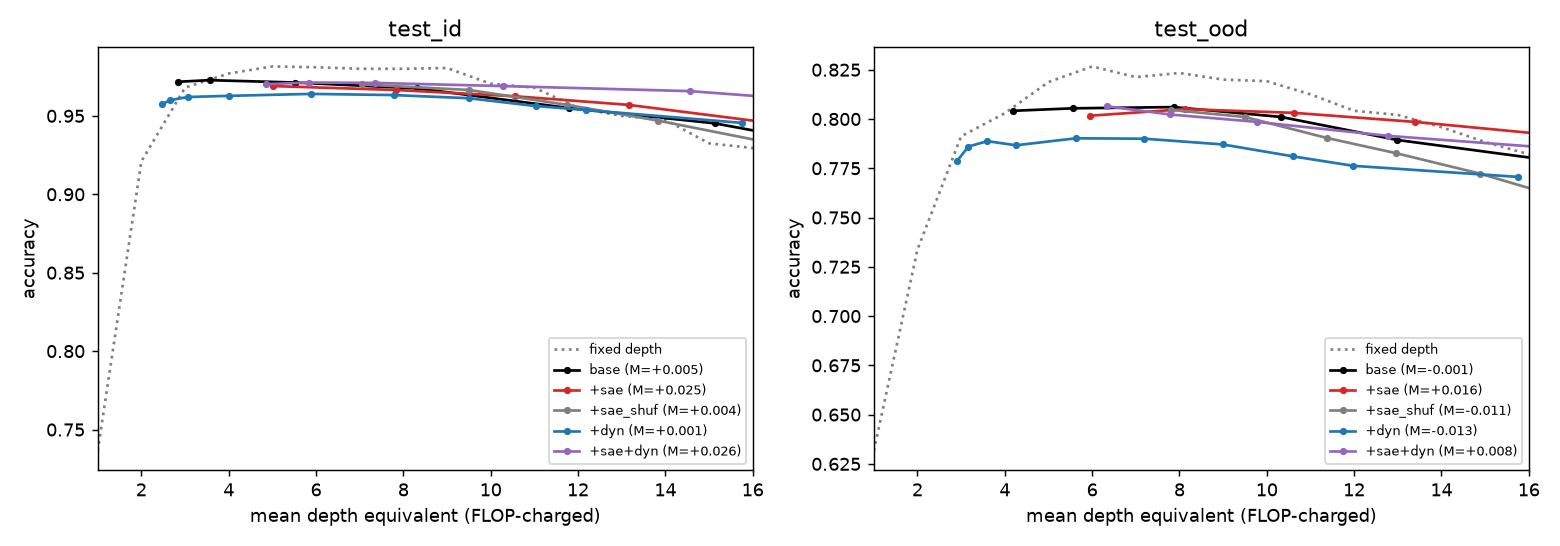 test_id
accuracy
0.95
0.90
0.85
0.80
0.75
2 4 6 8 10 12 14 16
mean depth equivalent (FLOP-charged)
fixed depth
base (M=+0.005)
+sae (M=+0.025)
+sae_shuf (M=+0.004)
+dyn (M=+0.001)
+sae+dyn (M=+0.026)
test_ood
accuracy
0.825
0.800
0.775
0.750
0.725
0.700
0.675
0.650
0.625
2 4 6 8 10 12 14 16
mean depth equivalent (FLOP-charged)
fixed depth
base (M=-0.001)
+sae (M=+0.016)
+sae_shuf (M=-0.011)
+dyn (M=-0.013)
+sae+dyn (M=+0.008)